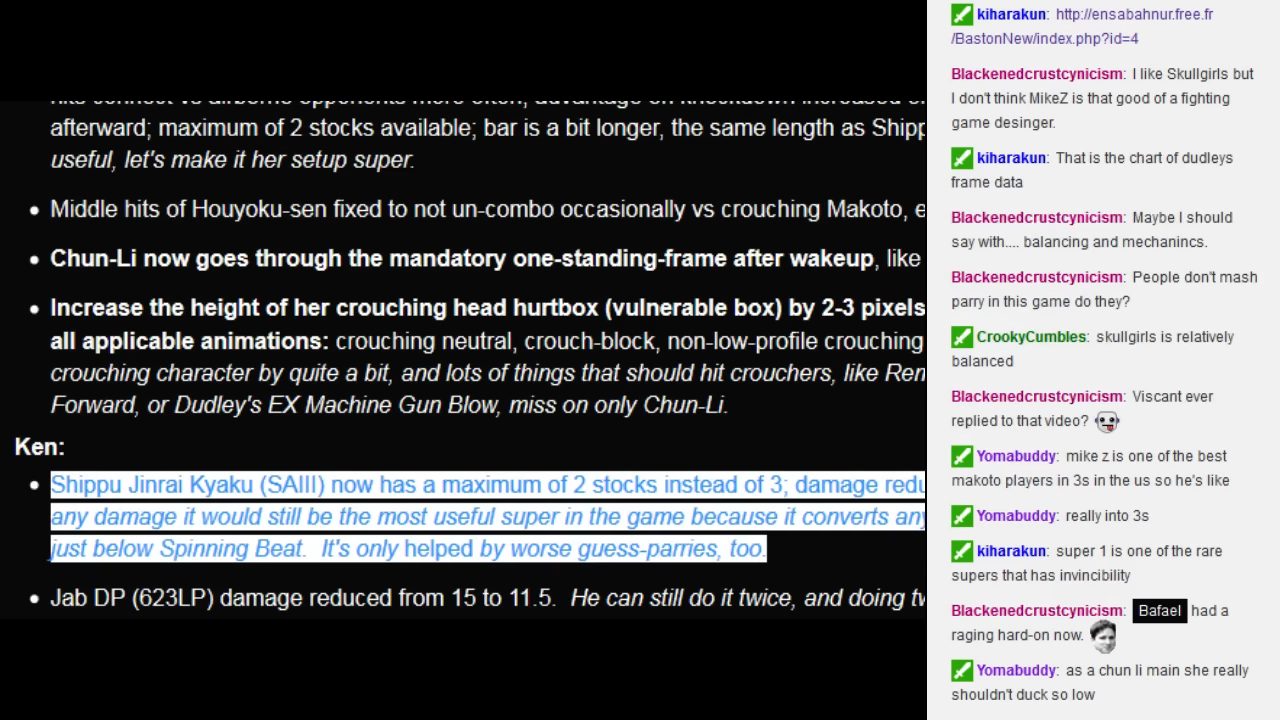 afterward; maximum of 2 stocks available; bar is a bit longer, the same length as Shipp
useful, let's make it her setup super.
Middle hits of Houyoku-sen fixed to not un-combo occasionally vs crouching Makoto, e
Chun-Li now goes through the mandatory one-standing-frame after wakeup, like
Increase the height of her crouching head hurtbox (vulnerable box) by 2-3 pixels
all applicable animations: crouching neutral, crouch-block, non-low-profile crouching
crouching character by quite a bit, and lots of things that should hit crouchers, like Rem
Forward, or Dudley's EX Machine Gun Blow, miss on only Chun-Li.
Ken:
Shippu Jinrai Kyaku (SAIII) now has a maximum of 2 stocks instead of 3; damage redu
any damage it would still be the most useful super in the game because it converts any
just below Spinning Beat. It's only helped by worse guess-parries, too.
Jab DP (623LP) damage reduced from 15 to 11.5. He can still do it twice, and doing tw
kiharakun: http://ensabahnur.free.fr
/BastonNew/index.php?id=4
Blackenedcrustcynicism: I like Skullgirls but
I don't think MikeZ is that good of a fighting
game desinger.
kiharakun: That is the chart of dudleys
frame data
Blackenedcrustcynicism: Maybe I should
say with.... balancing and mechanincs.
Blackenedcrustcynicism: People don't mash
parry in this game do they?
CrookyCumbles: skullgirls is relatively
balanced
Blackenedcrustcynicism: Viscant ever
replied to that video?
Yomabuddy: mike z is one of the best
makoto players in 3s in the us so he's like
Yomabuddy: really into 3s
kiharakun: super 1 is one of the rare
supers that has invincibility
Blackenedcrustcynicism: Bafael had a
raging hard-on now.
Yomabuddy: as a chun li main she really
shouldn't duck so low